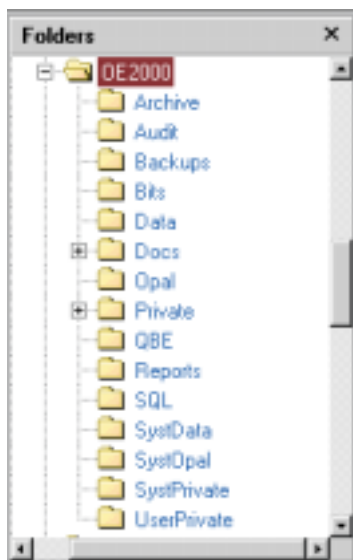 Folders
OE2000
Archive
Audit
Backups
Bits
Data
Docs
Opal
Private
QBE
Reports
SQL
SystData
SystOpal
SystPrivate
UserPrivate